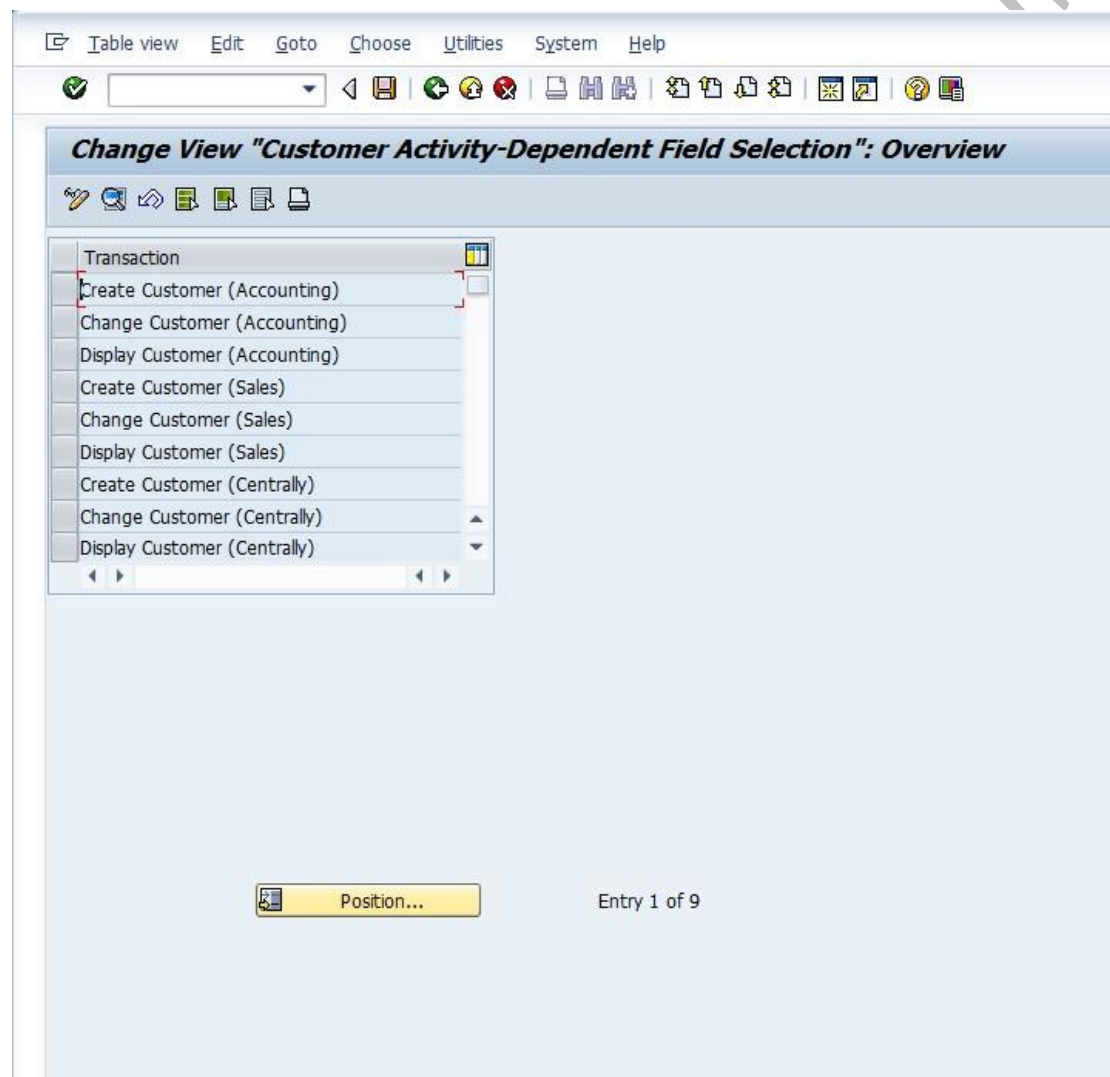 Table view Edit Goto Choose Utilities System Help
Change View "Customer Activity-Dependent Field Selection": Overview
Transaction
Create Customer (Accounting)
Change Customer (Accounting)
Display Customer (Accounting)
Create Customer (Sales)
Change Customer (Sales)
Display Customer (Sales)
Create Customer (Centrally)
Change Customer (Centrally)
Display Customer (Centrally)
Position... Entry 1 of 9